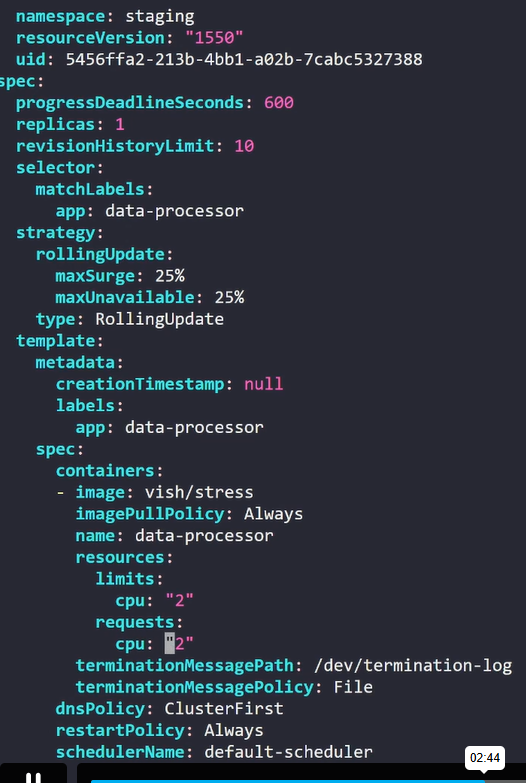 namespace: staging
resourceVersion: "1550"
uid: 5456ffa2-213b-4bb1-a02b-7cabc5327388
spec:
progressDeadlineSeconds: 600
replicas: 1
revisionHistoryLimit: 10
selector:
matchLabels:
app: data-processor
strategy:
rollingUpdate:
maxSurge: 25%
maxUnavailable: 25%
type: RollingUpdate
template:
metadata:
creationTimestamp: null
labels:
app: data-processor
spec:
containers:
- image: vish/stress
imagePullPolicy: Always
name: data-processor
resources:
limits:
cpu: "2"
requests:
cpu: "2"
terminationMessagePath: /dev/termination-log
terminationMessagePolicy: File
dnsPolicy: ClusterFirst
restartPolicy: Always
schedulerName: default-scheduler
02:44